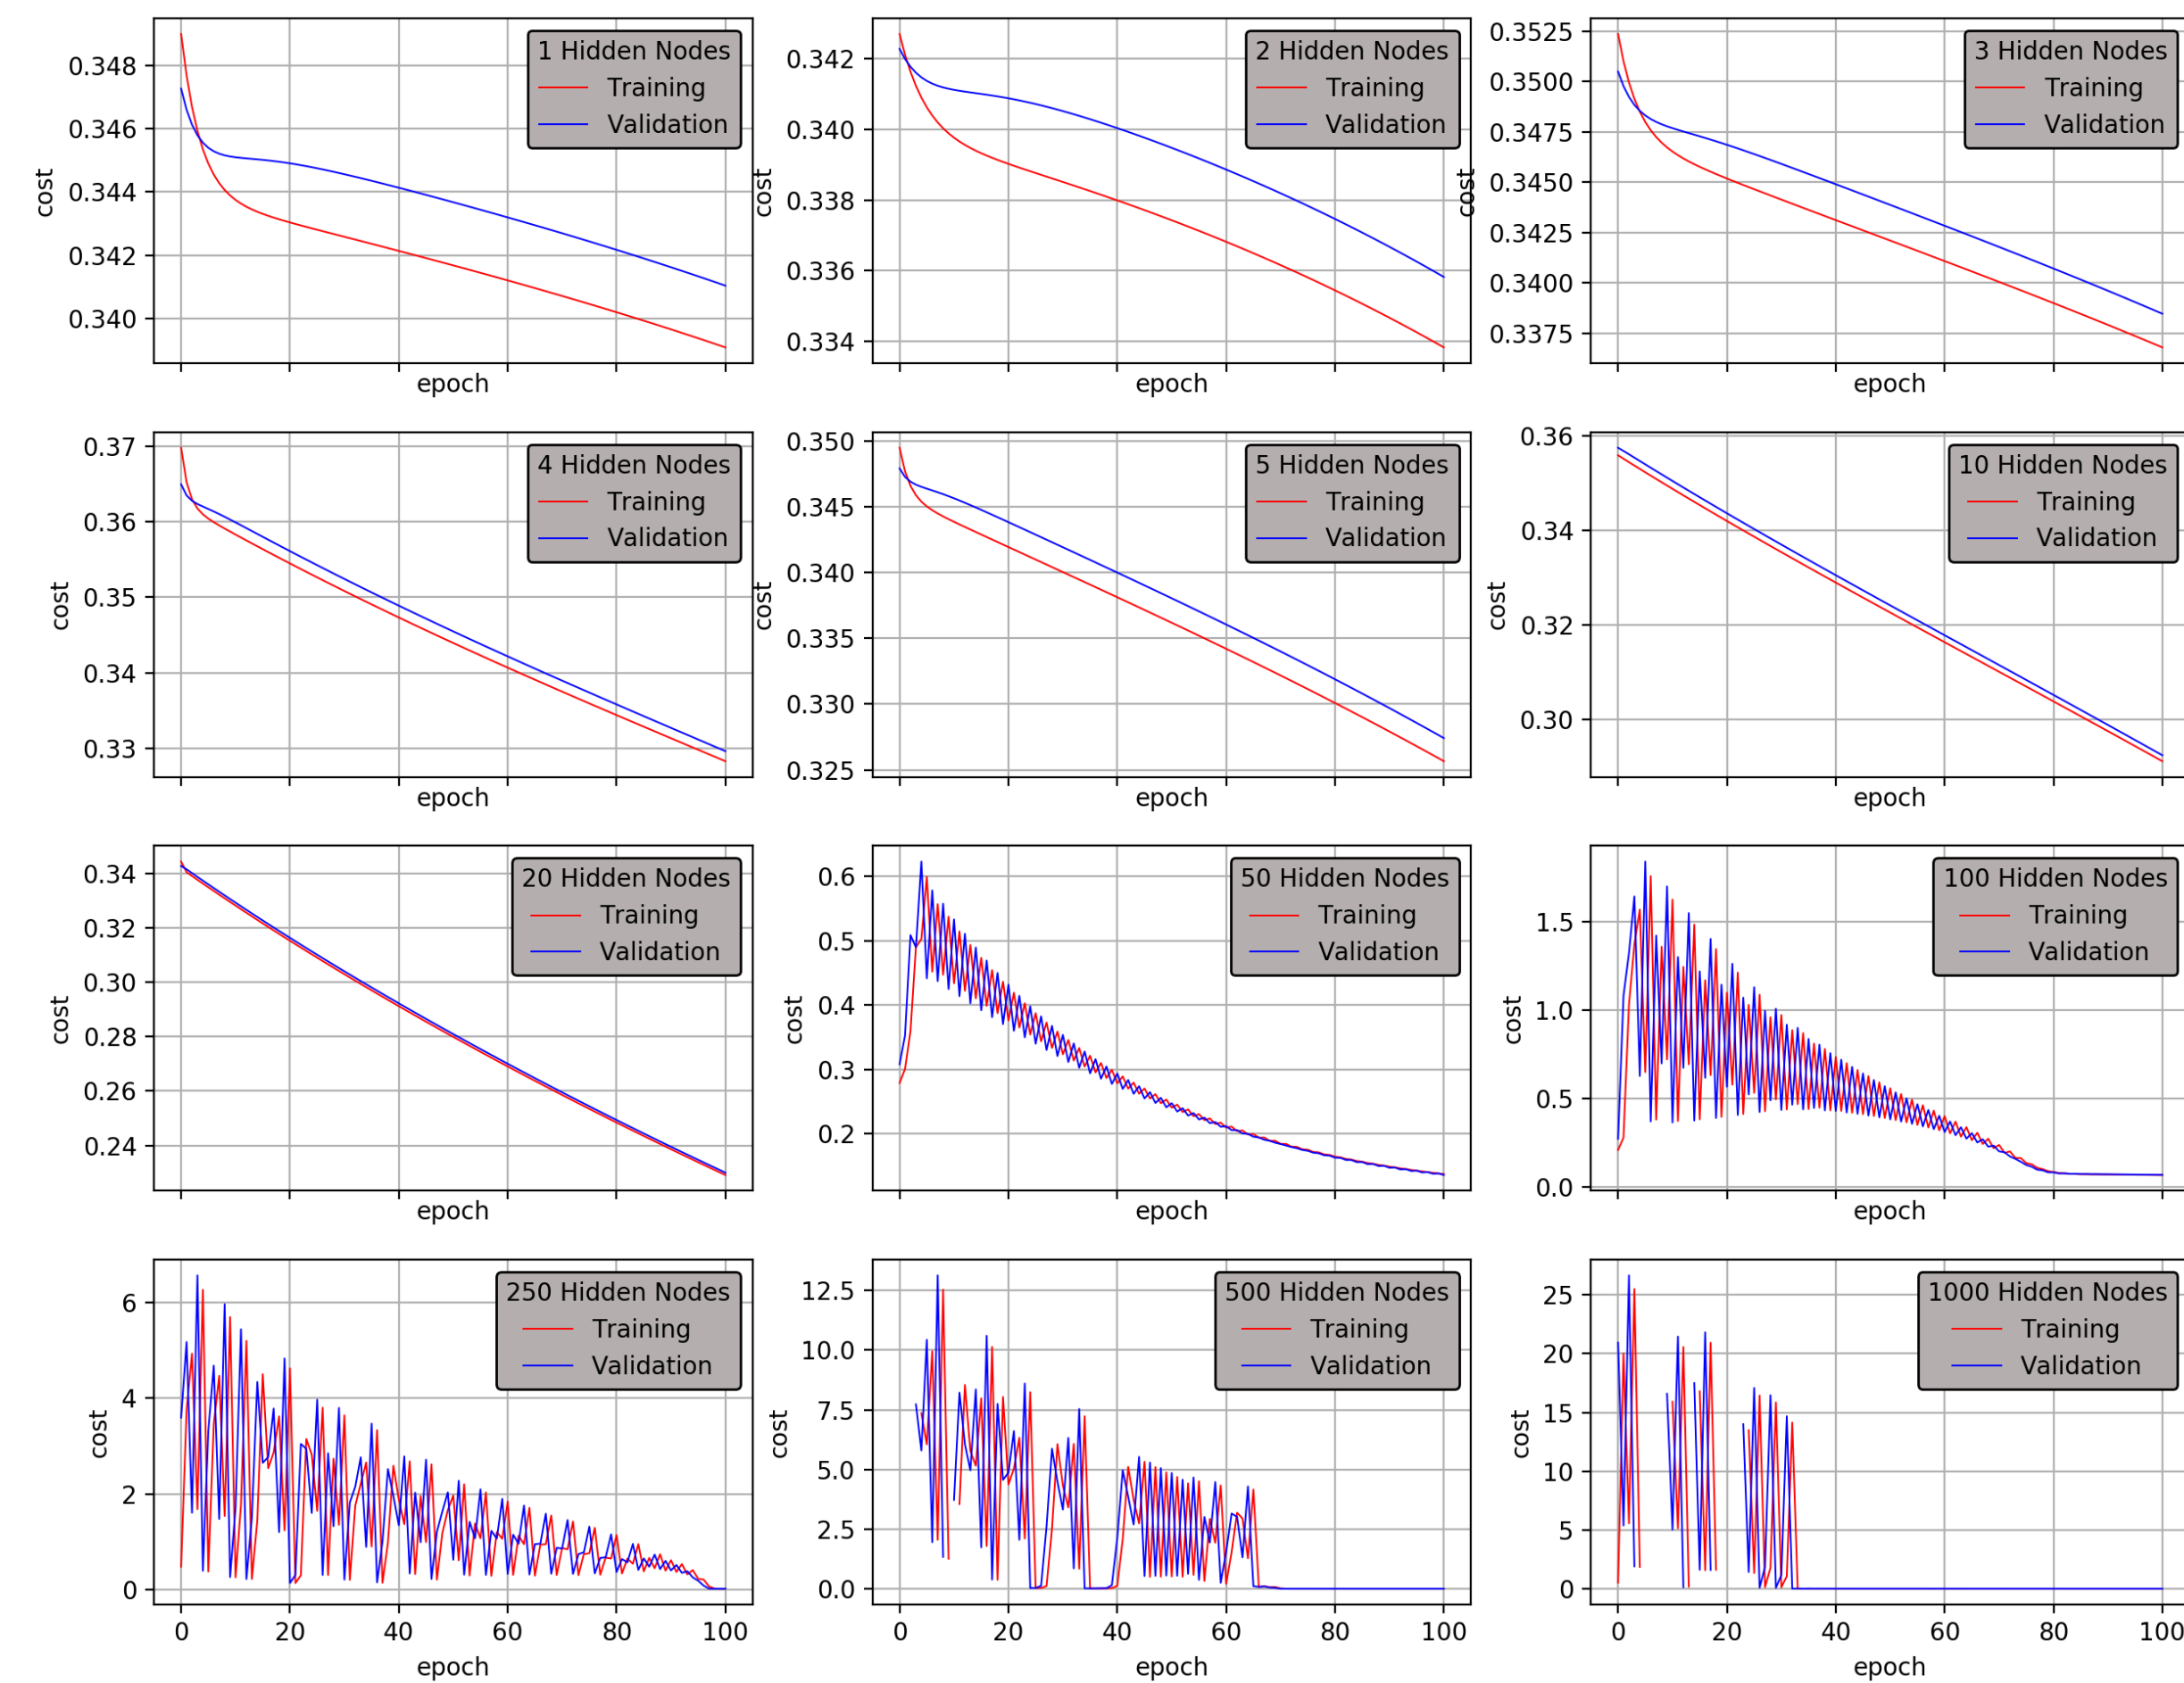 1 Hidden Nodes
Training
Validation
0.348
0.346
0.344
0.342
0.340
cost
epoch
2 Hidden Nodes
Training
Validation
0.342
0.340
0.338
0.336
0.334
cost
epoch
3 Hidden Nodes
Training
Validation
0.3525
0.3500
0.3475
0.3450
0.3425
0.3400
0.3375
cost
epoch
4 Hidden Nodes
Training
Validation
0.37
0.36
0.35
0.34
0.33
cost
epoch
5 Hidden Nodes
Training
Validation
0.350
0.345
0.340
0.335
0.330
0.325
cost
epoch
10 Hidden Nodes
Training
Validation
0.36
0.34
0.32
0.30
cost
epoch
20 Hidden Nodes
Training
Validation
0.34
0.32
0.30
0.28
0.26
0.24
cost
epoch
50 Hidden Nodes
Training
Validation
0.6
0.5
0.4
0.3
0.2
cost
epoch
100 Hidden Nodes
Training
Validation
1.5
1.0
0.5
0.0
cost
epoch
250 Hidden Nodes
Training
Validation
6
4
2
0
cost
0 20 40 60 80 100
epoch
500 Hidden Nodes
Training
Validation
12.5
10.0
7.5
5.0
2.5
0.0
cost
0 20 40 60 80 100
epoch
1000 Hidden Nodes
Training
Validation
25
20
15
10
5
0
cost
0 20 40 60 80 100
epoch